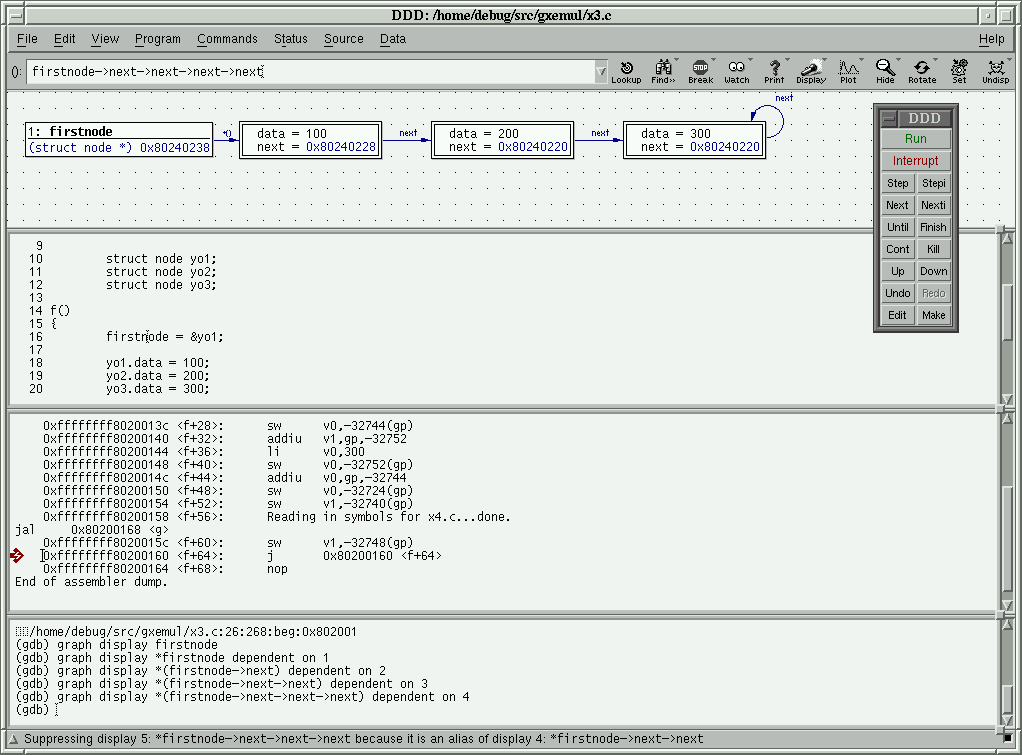 DDD: /home/debug/src/gxemul/x3.c
File Edit View Program Commands Status Source Data Help
(): firstnode->next->next->next->next
Lookup Find>> Break Watch Print Display Plot Hide Rotate Set Undisp
next
1: firstnode
(struct node *) 0x80240238
*()
data = 100
next = 0x80240228
next
data = 200
next = 0x80240220
next
data = 300
next = 0x80240220
DDD
Run
Interrupt
Step Stepi
Next Nexti
Until Finish
Cont Kill
Up Down
Undo Redo
Edit Make
9
10 struct node yo1;
11 struct node yo2;
12 struct node yo3;
13
14 f()
15 {
16 firstnode = &yo1;
17
18 yo1.data = 100;
19 yo2.data = 200;
20 yo3.data = 300;
0xffffffff8020013c <f+28>: sw v0,-32744(gp)
0xffffffff80200140 <f+32>: addiu v1,gp,-32752
0xffffffff80200144 <f+36>: li v0,300
0xffffffff80200148 <f+40>: sw v0,-32752(gp)
0xffffffff8020014c <f+44>: addiu v0,gp,-32744
0xffffffff80200150 <f+48>: sw v0,-32724(gp)
0xffffffff80200154 <f+52>: sw v1,-32740(gp)
0xffffffff80200158 <f+56>: Reading in symbols for x4.c...done.
jal 0x80200168 <g>
0xffffffff8020015c <f+60>: sw v1,-32748(gp)
0xffffffff80200160 <f+64>: j 0x80200160 <f+64>
0xffffffff80200164 <f+68>: nop
End of assembler dump.
/home/debug/src/gxemul/x3.c:26:268:beg:0x802001
(gdb) graph display firstnode
(gdb) graph display *firstnode dependent on 1
(gdb) graph display *(firstnode->next) dependent on 2
(gdb) graph display *(firstnode->next->next) dependent on 3
(gdb) graph display *(firstnode->next->next->next) dependent on 4
(gdb)
Suppressing display 5: *firstnode->next->next->next because it is an alias of display 4: *firstnode->next->next